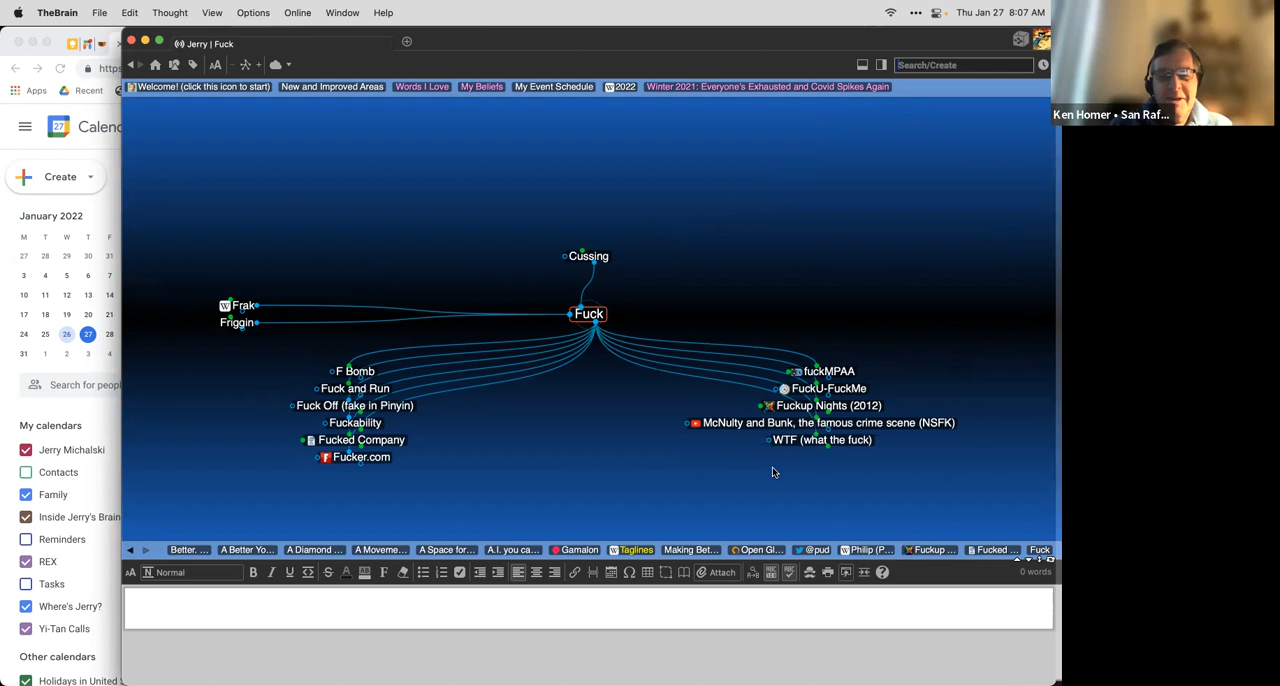 TheBrain File Edit Thought View Options Online Window Help Thu Jan 27 8:07 AM
Jerry | Fuck
Search/Create
https
Welcome! (click this icon to start) New and Improved Areas Words I Love My Beliefs My Event Schedule 2022 Winter 2021: Everyone's Exhausted and Covid Spikes Again
Apps Recent
Ken Homer • San Raf...
27 Calend
Create
January 2022
M T W T F
27 28 29 30 31
3 4 5 6 7
10 11 12 13 14
17 18 19 20 21
24 25 26 27 28
31 1 2 3 4
Search for peopl
My calendars
Jerry Michalski
Contacts
Family
Inside Jerry's Brain
Reminders
REX
Tasks
Where's Jerry?
Yi-Tan Calls
Other calendars
Holidays in United S
Cussing
Frak
Friggin
Fuck
F Bomb
Fuck and Run
Fuck Off (fake in Pinyin)
Fuckability
Fucked Company
Fucker.com
fuckMPAA
FuckU-FuckMe
Fuckup Nights (2012)
McNulty and Bunk, the famous crime scene (NSFK)
WTF (what the fuck)
Better. ... A Better Yo... A Diamond ... A Moveme... A Space for... A.I. you ca... Gamalon Taglines Making Bet... Open Gl... @pud Philip (P... Fuckup ... Fucked ... Fuck
Normal Attach 0 words